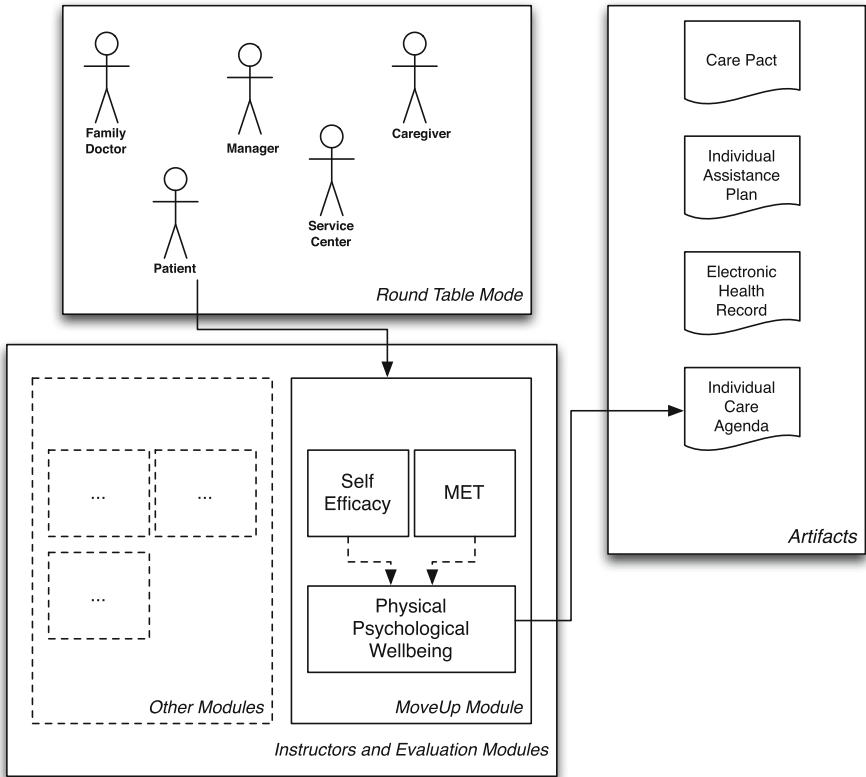 Family
Doctor
Manager
Caregiver
Service
Center
Patient
Round Table Mode
Care Pact
Individual
Assistance
Plan
Electronic
Health
Record
Individual
Care
Agenda
Artifacts
...
...
...
Other Modules
Self
Efficacy
MET
Physical
Psychological
Wellbeing
MoveUp Module
Instructors and Evaluation Modules